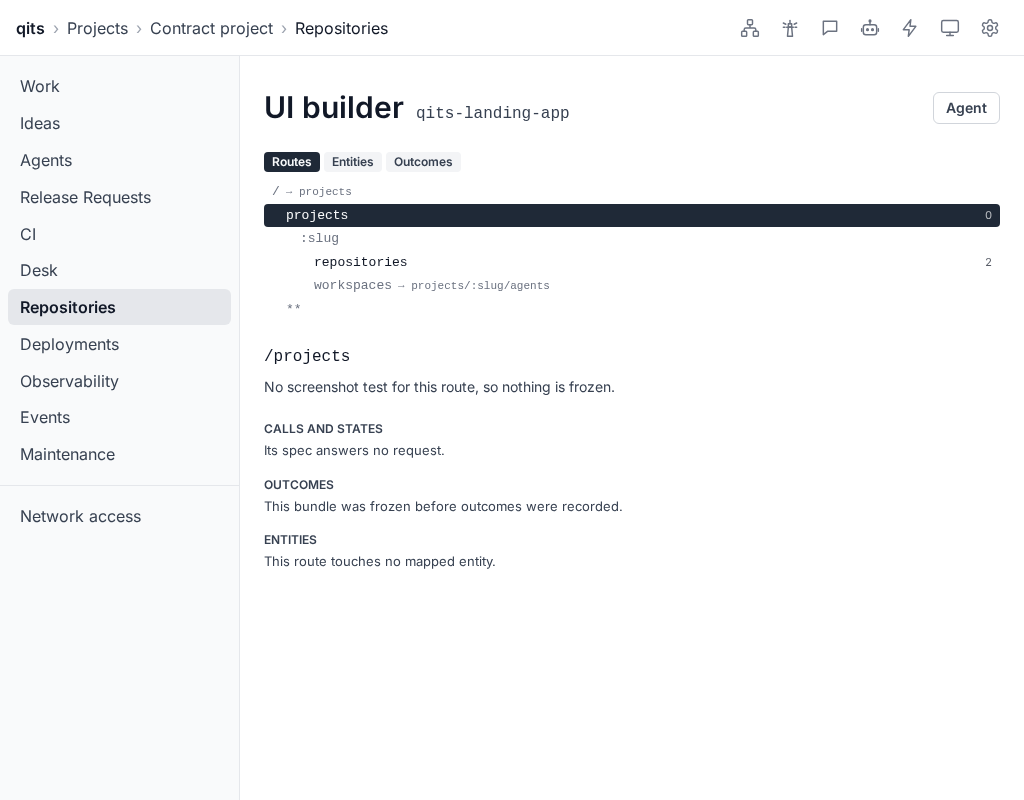 qits › Projects › Contract project › Repositories
Work
Ideas
Agents
Release Requests
CI
Desk
Repositories
Deployments
Observability
Events
Maintenance
Network access
UI builder qits-landing-app
Agent
Routes Entities Outcomes
/ → projects
projects 0
:slug
repositories 2
workspaces → projects/:slug/agents
**
/projects
No screenshot test for this route, so nothing is frozen.
CALLS AND STATES
Its spec answers no request.
OUTCOMES
This bundle was frozen before outcomes were recorded.
ENTITIES
This route touches no mapped entity.